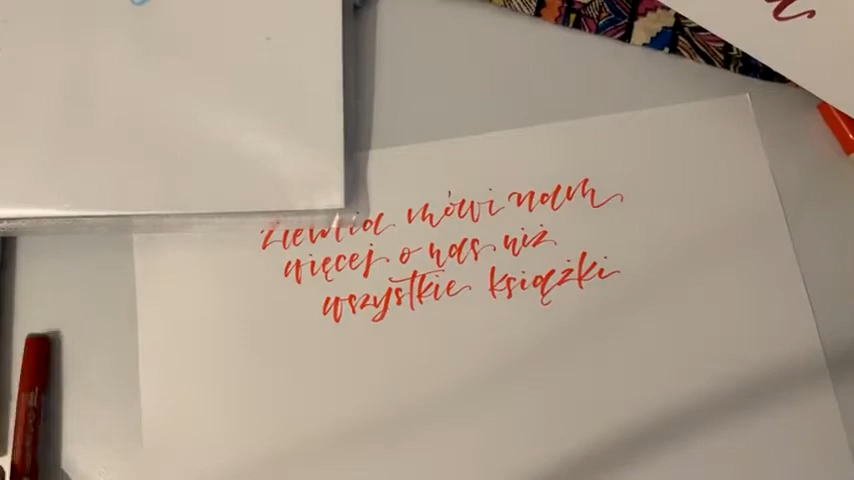 ziemia mówi nam
więcej o nas niż
wszystkie książki